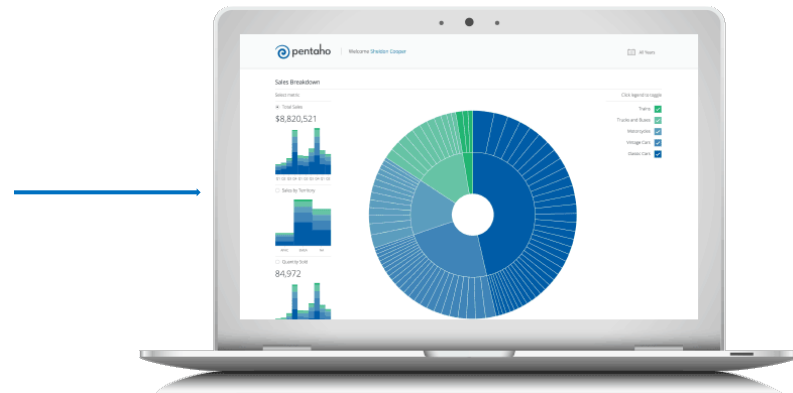 pentaho
Welcome Sheldon Cooper
All Years
Sales Breakdown
Select metric
Total Sales
$8,820,521
Sales by Territory
Quantity Sold
84,972
Click legend to toggle
Trains
Trucks and Buses
Motorcycles
Vintage Cars
Classic Cars